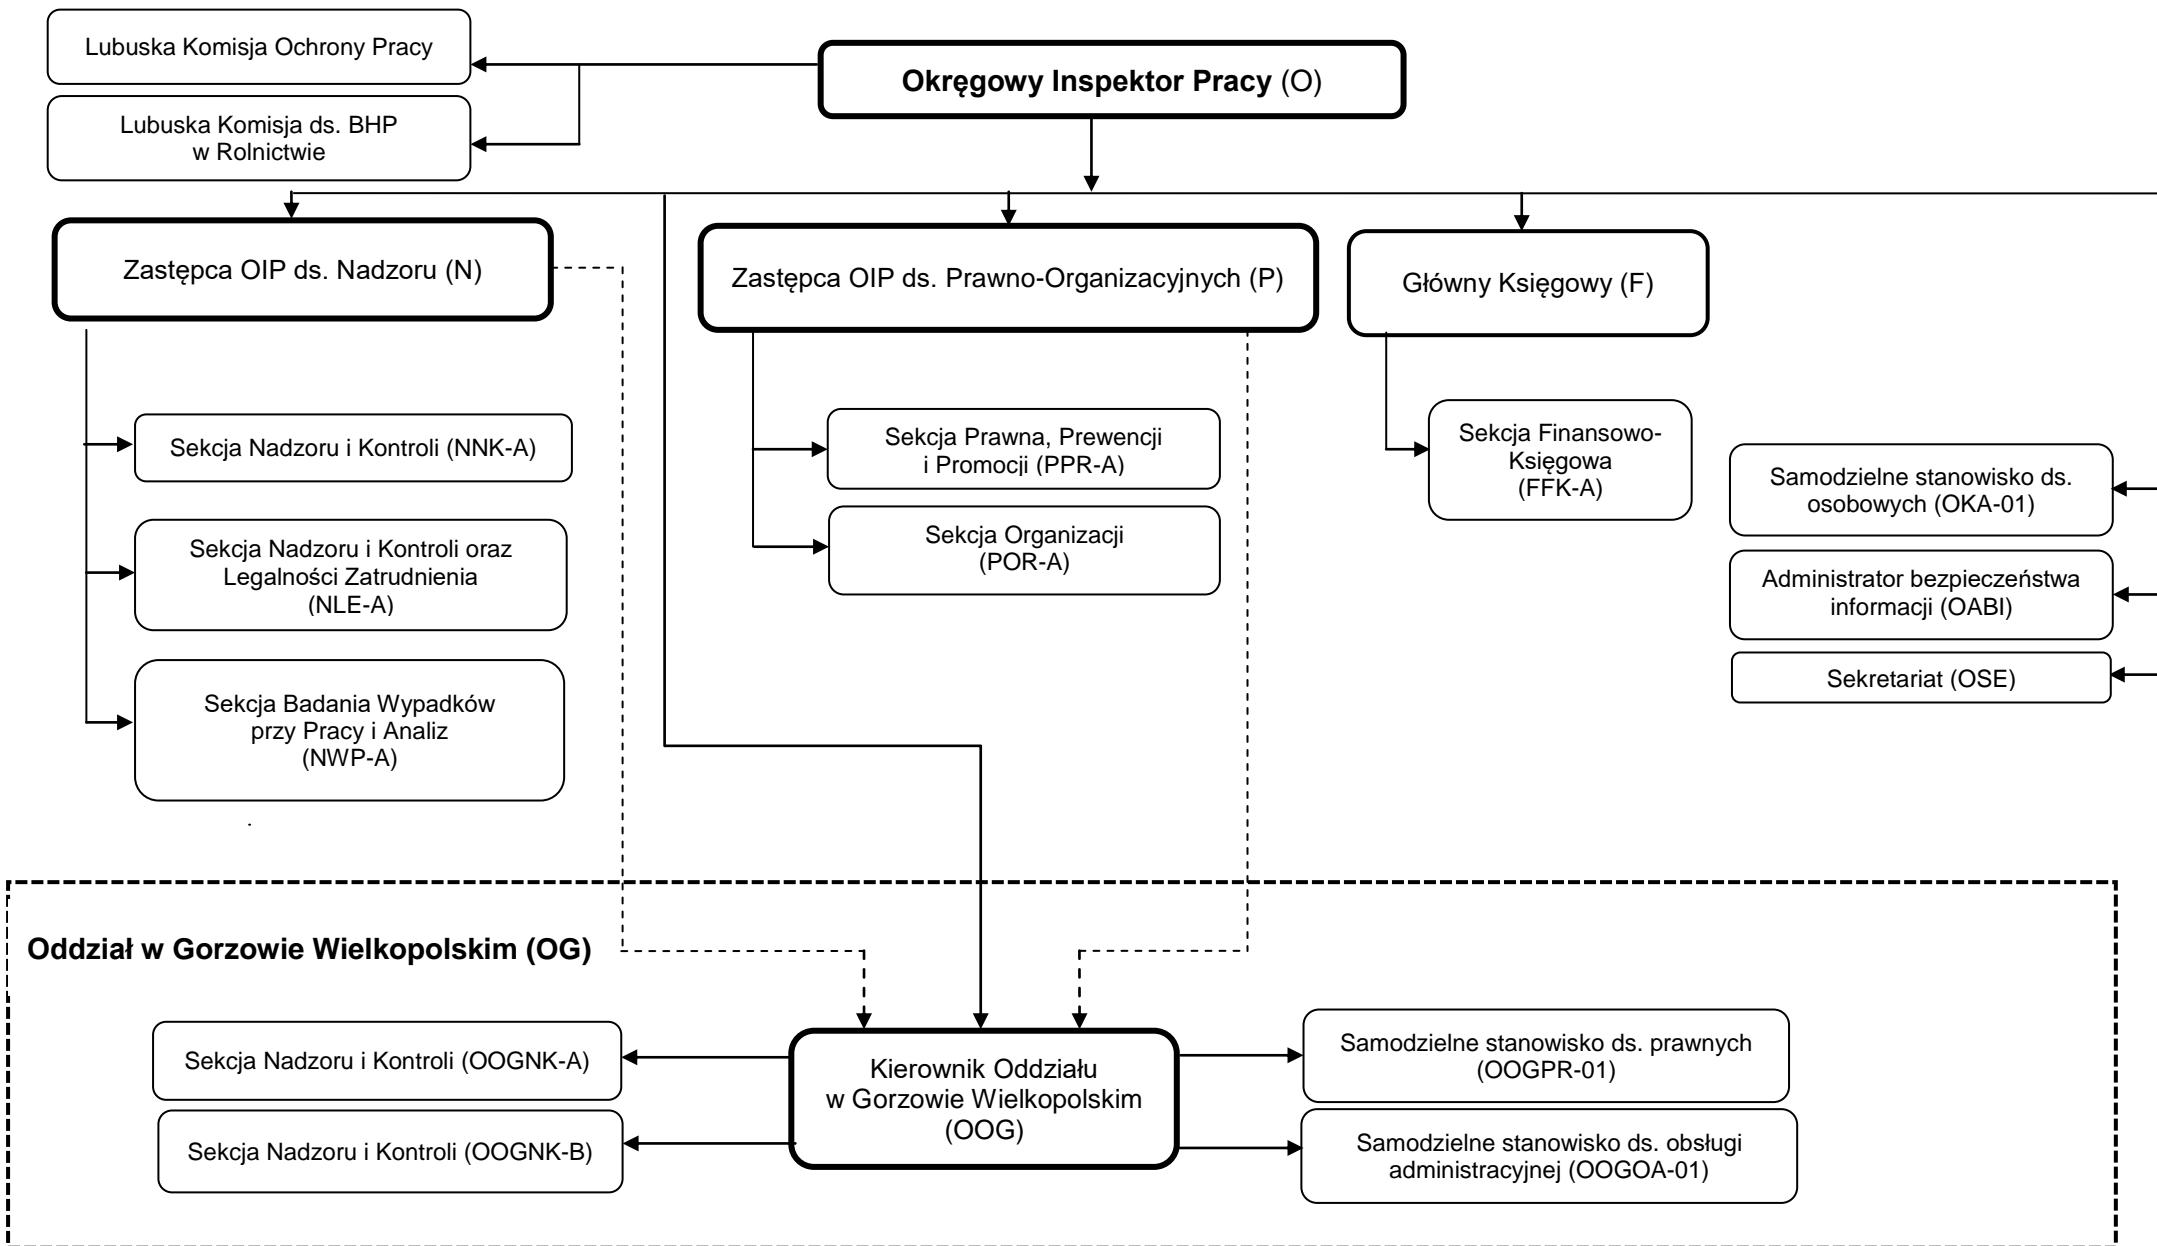 Lubuska Komisja Ochrony Pracy
Okręgowy Inspektor Pracy (O)
Lubuska Komisja ds. BHP
w Rolnictwie
Zastępca OIP ds. Nadzoru (N)
Zastępca OIP ds. Prawno-Organizacyjnych (P)
Główny Księgowy (F)
Sekcja Nadzoru i Kontroli (NNK-A)
Sekcja Nadzoru i Kontroli oraz
Legalności Zatrudnienia
(NLE-A)
Sekcja Badania Wypadków
przy Pracy i Analiz
(NWP-A)
Sekcja Prawna, Prewencji
i Promocji (PPR-A)
Sekcja Organizacji
(POR-A)
Sekcja Finansowo-
Księgowa
(FFK-A)
Samodzielne stanowisko ds.
osobowych (OKA-01)
Administrator bezpieczeństwa
informacji (OABI)
Sekretariat (OSE)
Oddział w Gorzowie Wielkopolskim (OG)
Sekcja Nadzoru i Kontroli (OOGNK-A)
Sekcja Nadzoru i Kontroli (OOGNK-B)
Kierownik Oddziału
w Gorzowie Wielkopolskim
(OOG)
Samodzielne stanowisko ds. prawnych
(OOGPR-01)
Samodzielne stanowisko ds. obsługi
administracyjnej (OOGOA-01)